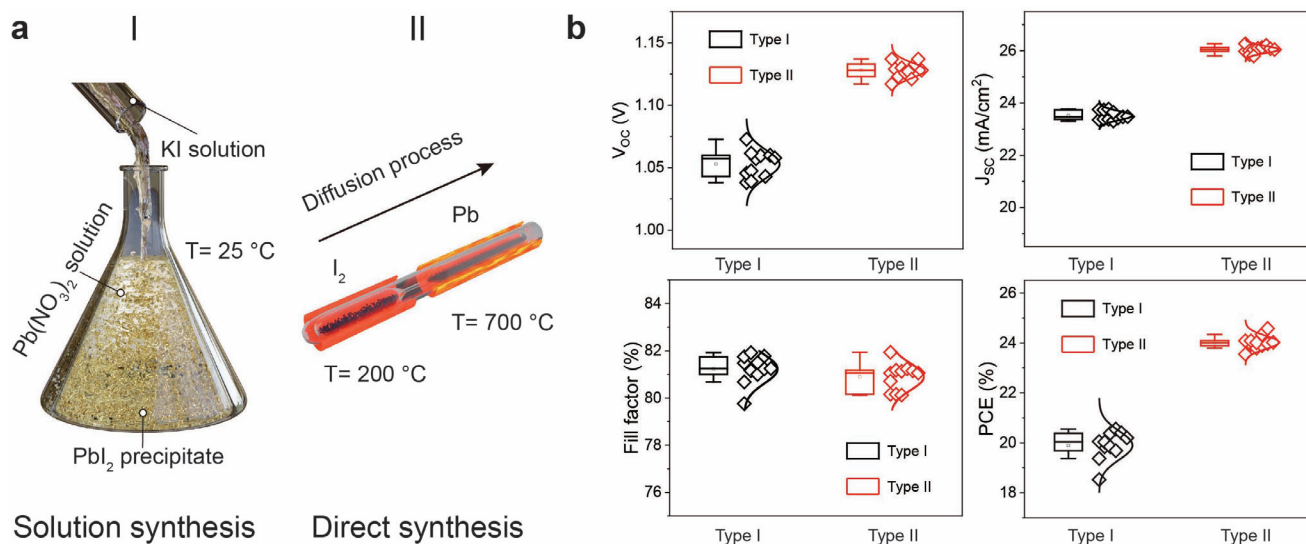 a
I
II
KI solution
Pb(NO3)2 solution
T= 25 °C
PbI2 precipitate
Solution synthesis
Diffusion process
Pb
I2
T= 700 °C
T= 200 °C
Direct synthesis
b
VOC (V)
1.15
1.10
1.05
1.00
Type I
Type II
Type I
Type II
JSC (mA/cm2)
26
24
22
20
Type I
Type II
Type I
Type II
Fill factor (%)
84
82
80
78
76
Type I
Type II
Type I
Type II
PCE (%)
26
24
22
20
18
Type I
Type II
Type I
Type II